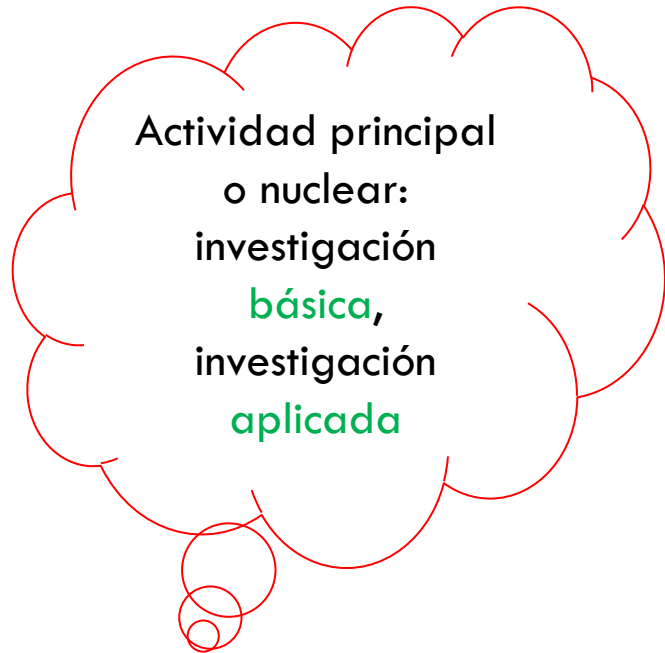 Actividad principal
o nuclear:
investigación
básica,
investigación
aplicada